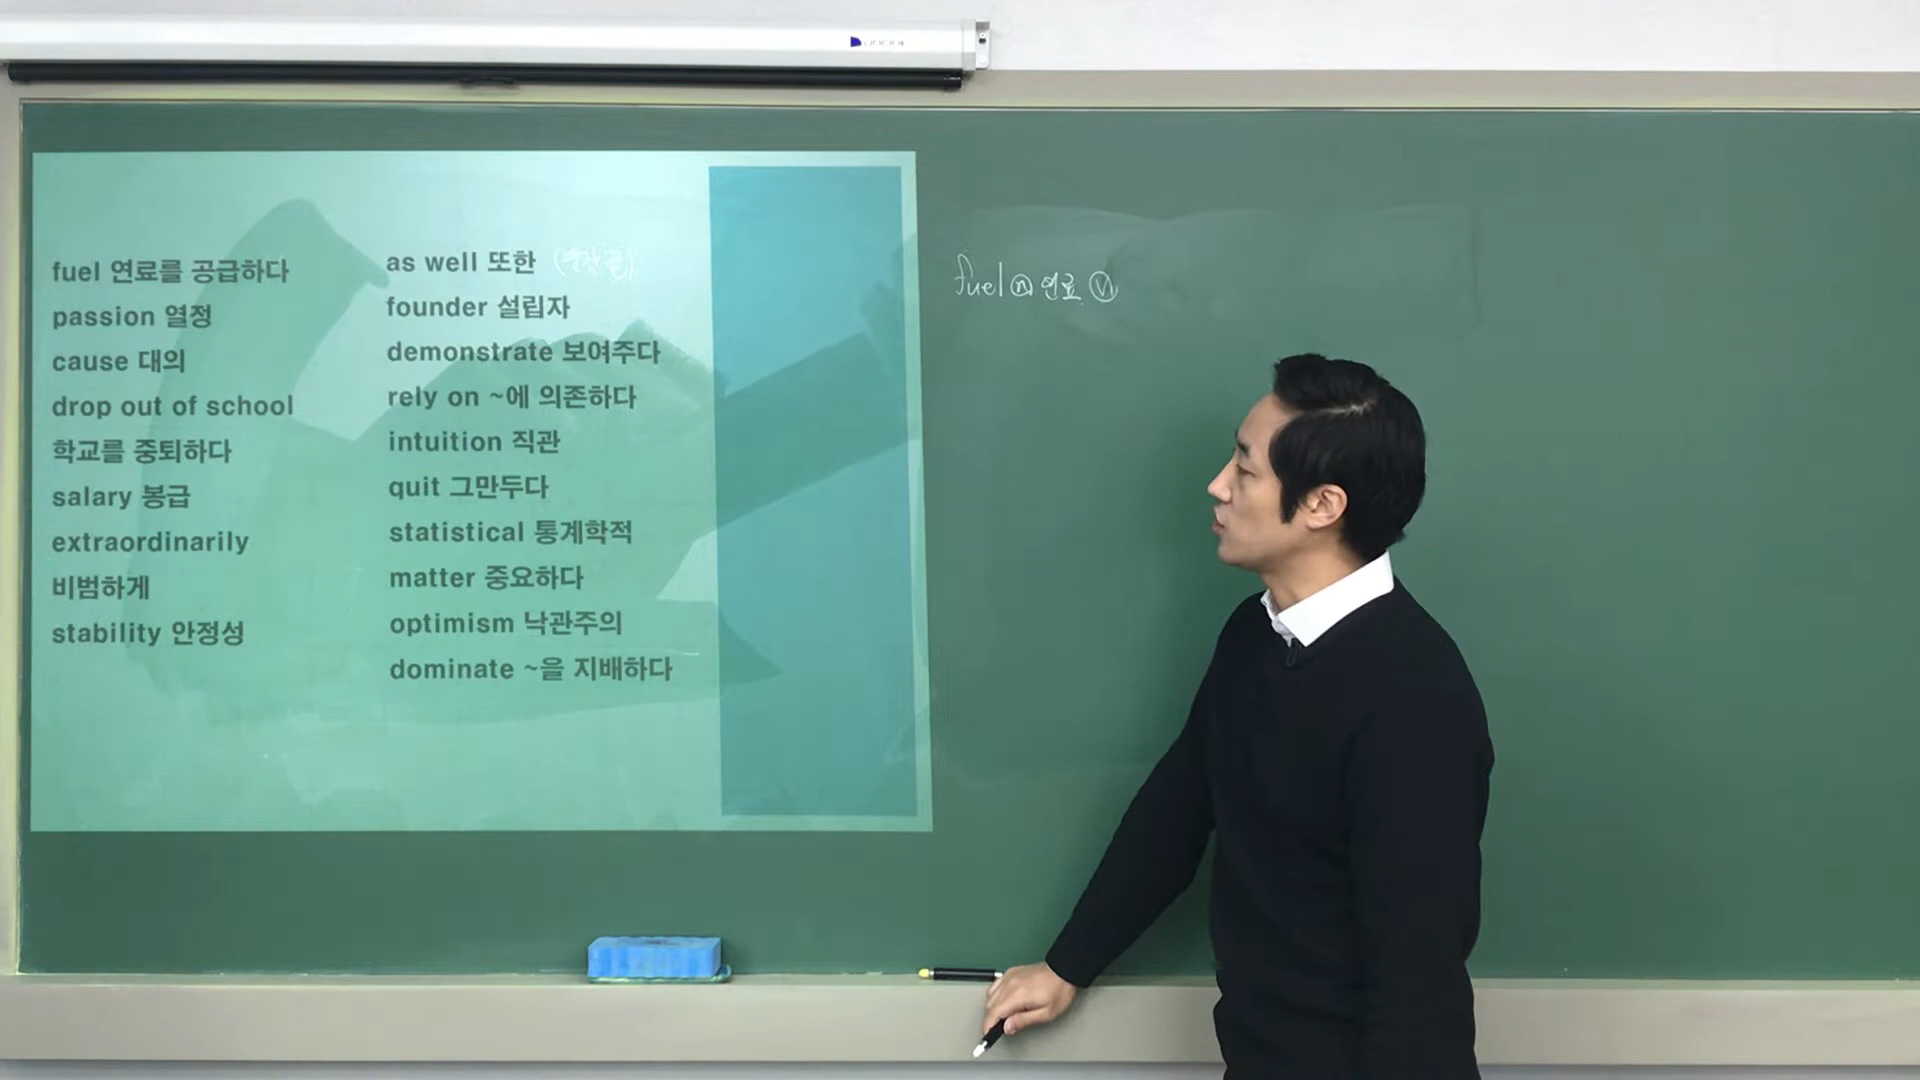 fuel 연료를 공급하다
passion 열정
cause 대의
drop out of school
학교를 중퇴하다
salary 봉급
extraordinarily
비범하게
stability 안정성
as well 또한 (문장 끝)
founder 설립자
demonstrate 보여주다
rely on ~에 의존하다
intuition 직관
quit 그만두다
statistical 통계학적
matter 중요하다
optimism 낙관주의
dominate ~을 지배하다
fuel ⓝ 연료 ⓥ